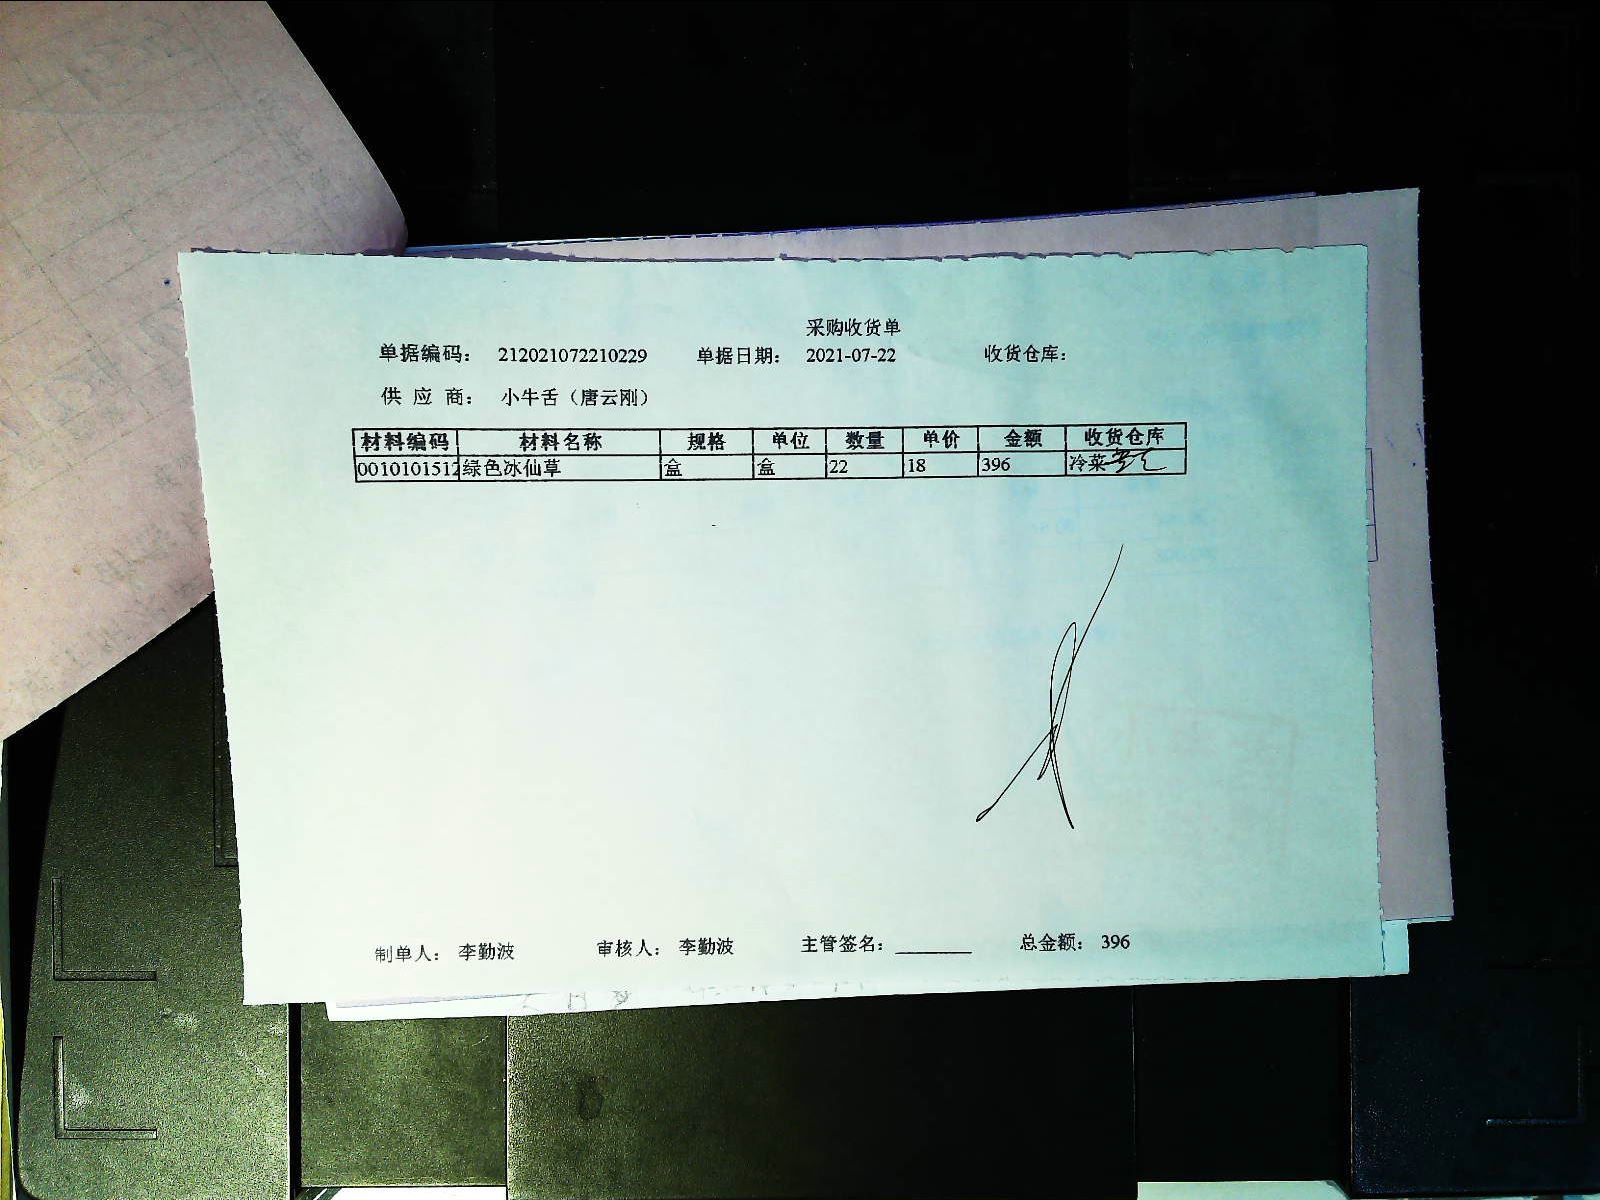 采购收货单
单据编码： 212021072210229 单据日期： 2021-07-22 收货仓库：
供 应 商： 小牛舌（唐云刚）
材料编码 材料名称 规格 单位 数量 单价 金额 收货仓库
0010101512 绿色冰仙草 盒 盒 22 18 396 冷菜
制单人： 李勤波 审核人： 李勤波 主管签名： 总金额： 396